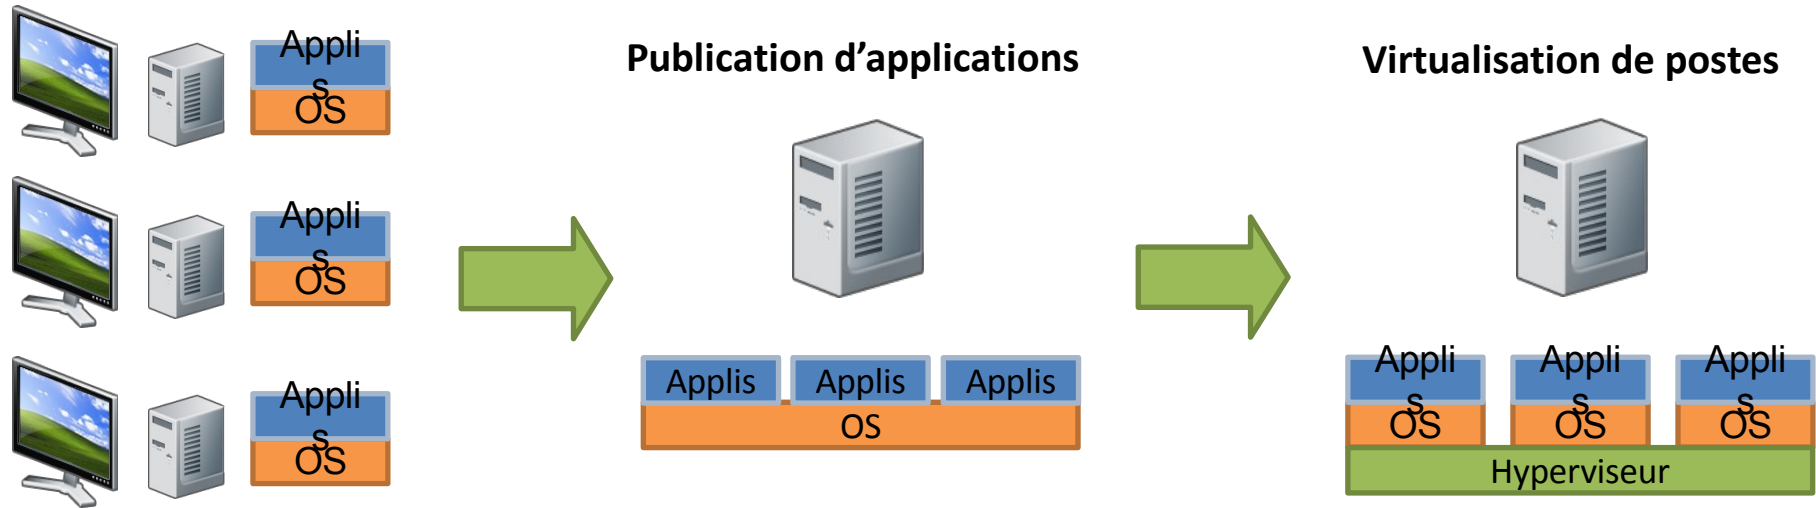 Appli
s
OS
Appli
s
OS
Appli
s
OS
Publication d’applications
Applis
Applis
Applis
OS
Virtualisation de postes
Appli
s
OS
Appli
s
OS
Appli
s
OS
Hyperviseur